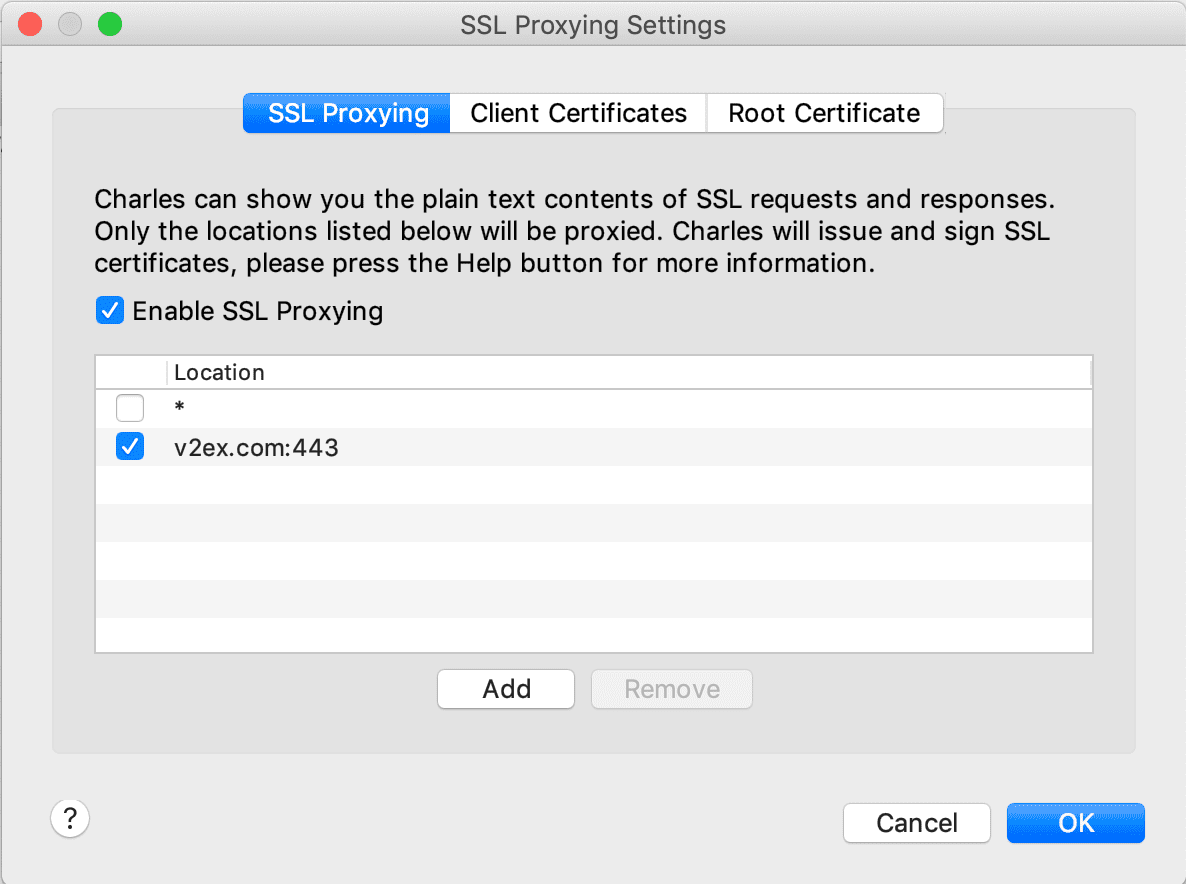 SSL Proxying Settings
SSL Proxying
Client Certificates
Root Certificate
Charles can show you the plain text contents of SSL requests and responses.
Only the locations listed below will be proxied. Charles will issue and sign SSL
certificates, please press the Help button for more information.
Enable SSL Proxying
Location
*
v2ex.com:443
Add
Remove
?
Cancel
OK